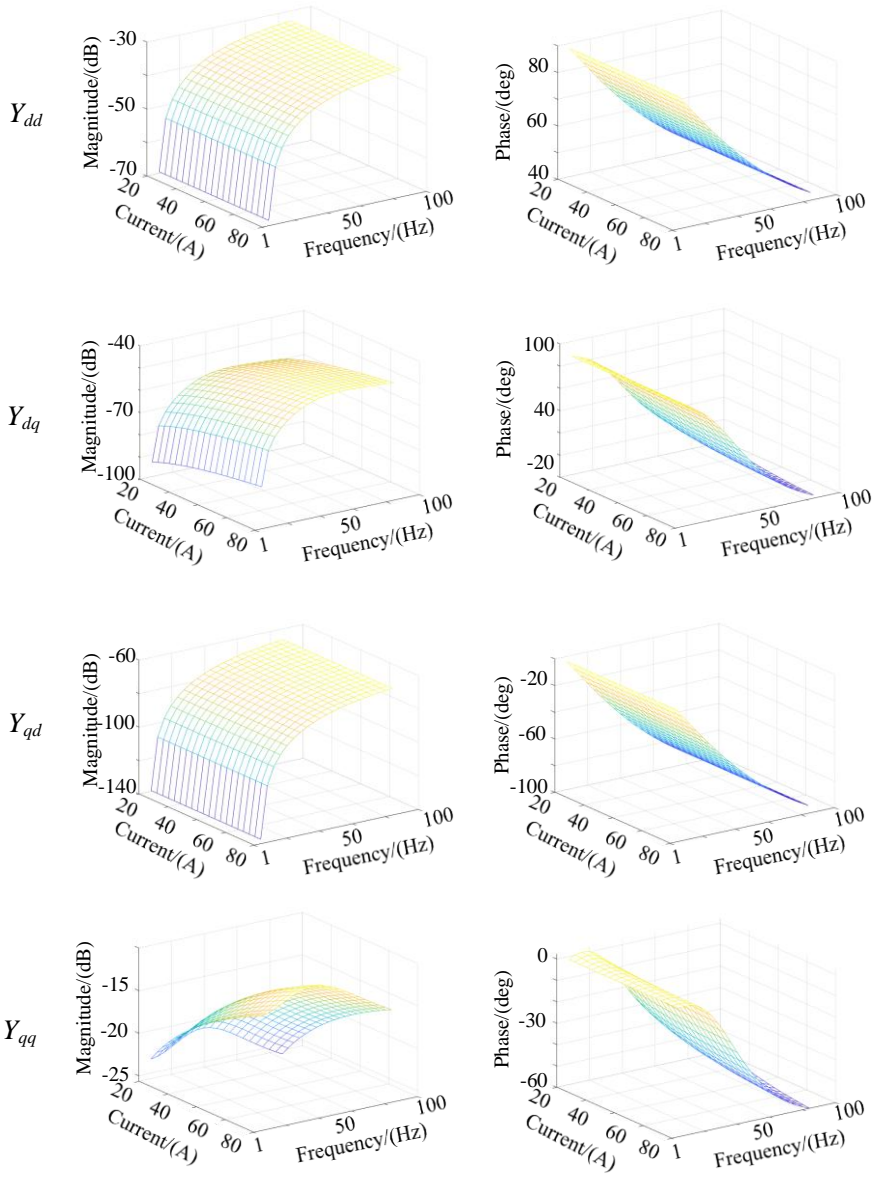 Y_dd
Magnitude/(dB)
-30
-50
-70
20
40
60
80
Current/(A)
1
50
100
Frequency/(Hz)
Phase/(deg)
80
60
40
20
40
60
80
Current/(A)
1
50
100
Frequency/(Hz)
Y_dq
Magnitude/(dB)
-40
-70
-100
20
40
60
80
Current/(A)
1
50
100
Frequency/(Hz)
Phase/(deg)
100
40
-20
20
40
60
80
Current/(A)
1
50
100
Frequency/(Hz)
Y_qd
Magnitude/(dB)
-60
-100
-140
20
40
60
80
Current/(A)
1
50
100
Frequency/(Hz)
Phase/(deg)
-20
-60
-100
20
40
60
80
Current/(A)
1
50
100
Frequency/(Hz)
Y_qq
Magnitude/(dB)
-15
-20
-25
20
40
60
80
Current/(A)
1
50
100
Frequency/(Hz)
Phase/(deg)
0
-30
-60
20
40
60
80
Current/(A)
1
50
100
Frequency/(Hz)